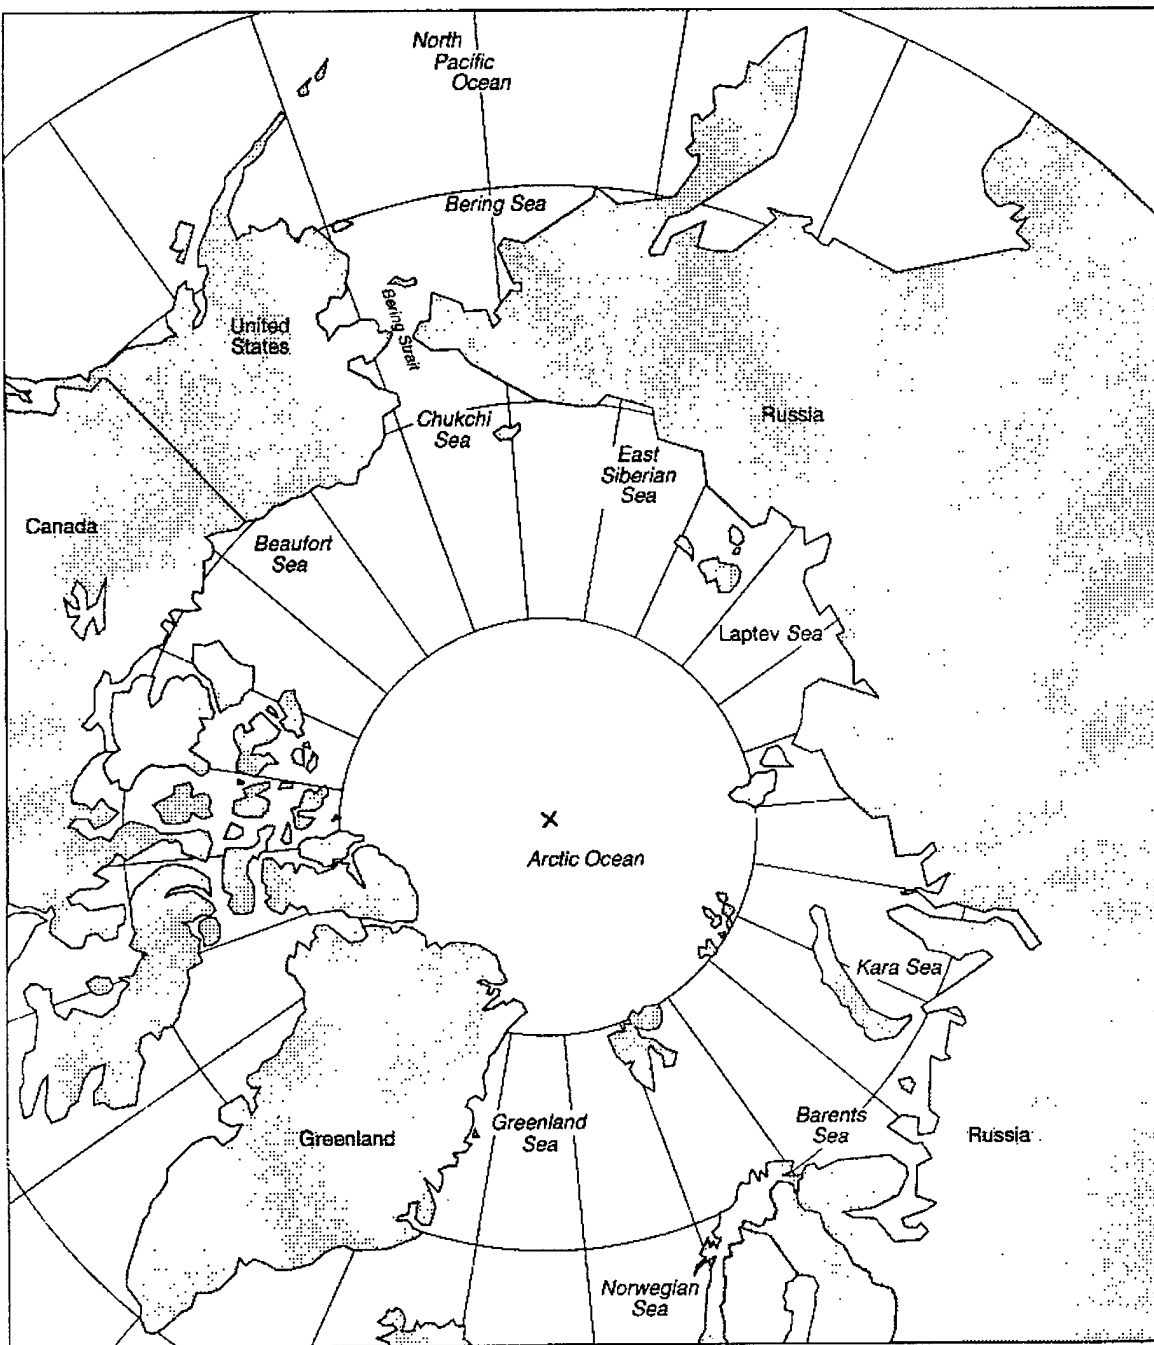 North
Pacific
Ocean
Bering Sea
Bering Strait
United
States
Chukchi
Sea
Russia
East
Siberian
Sea
Canada
Beaufort
Sea
Laptev Sea
Arctic Ocean
Kara Sea
Greenland
Greenland
Sea
Barents
Sea
Russia
Norwegian
Sea